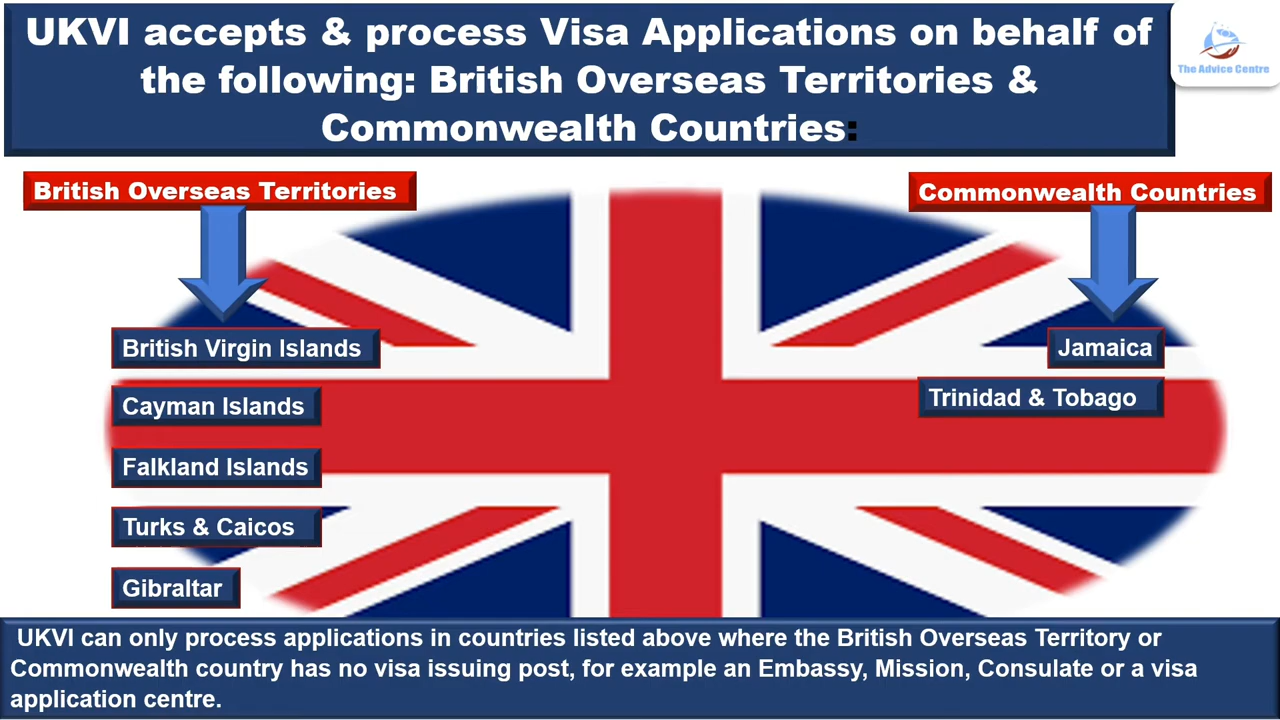 UKVI accepts & process Visa Applications on behalf of
the following: British Overseas Territories &
Commonwealth Countries:
The Advice Centre
British Overseas Territories
Commonwealth Countries
British Virgin Islands
Cayman Islands
Falkland Islands
Turks & Caicos
Gibraltar
Jamaica
Trinidad & Tobago
UKVI can only process applications in countries listed above where the British Overseas Territory or
Commonwealth country has no visa issuing post, for example an Embassy, Mission, Consulate or a visa
application centre.